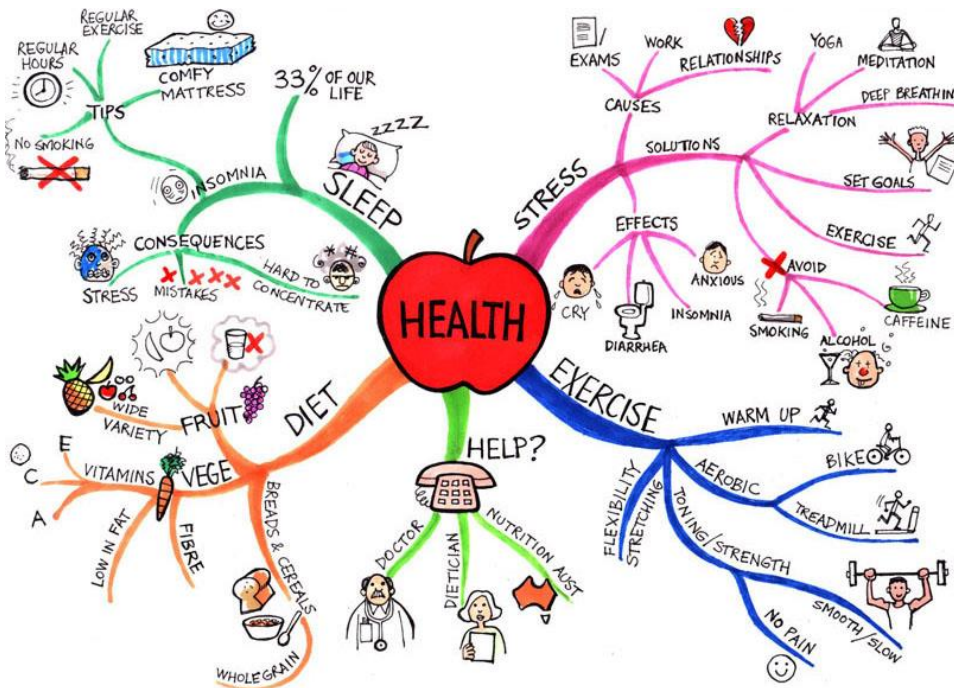 HEALTH
SLEEP
33% OF OUR
LIFE
zzzz
INSOMNIA
TIPS
REGULAR
EXERCISE
REGULAR
HOURS
COMFY
MATTRESS
NO SMOKING
CONSEQUENCES
STRESS
MISTAKES
HARD TO
CONCENTRATE
STRESS
CAUSES
EXAMS
WORK
RELATIONSHIPS
SOLUTIONS
RELAXATION
YOGA
MEDITATION
DEEP BREATHIN
SET GOALS
EXERCISE
AVOID
SMOKING
ALCOHOL
CAFFEINE
EFFECTS
CRY
DIARRHEA
INSOMNIA
ANXIOUS
DIET
FRUIT
WIDE
VARIETY
VEGE
VITAMINS
E
C
A
LOW IN FAT
FIBRE
BREADS & CEREALS
WHOLEGRAIN
HELP?
DOCTOR
DIETICIAN
NUTRITION AUST
EXERCISE
WARM UP
AEROBIC
BIKE
TREADMILL
TONING/STRENGTH
SMOOTH/SLOW
NO PAIN
FLEXIBILITY
STRETCHING